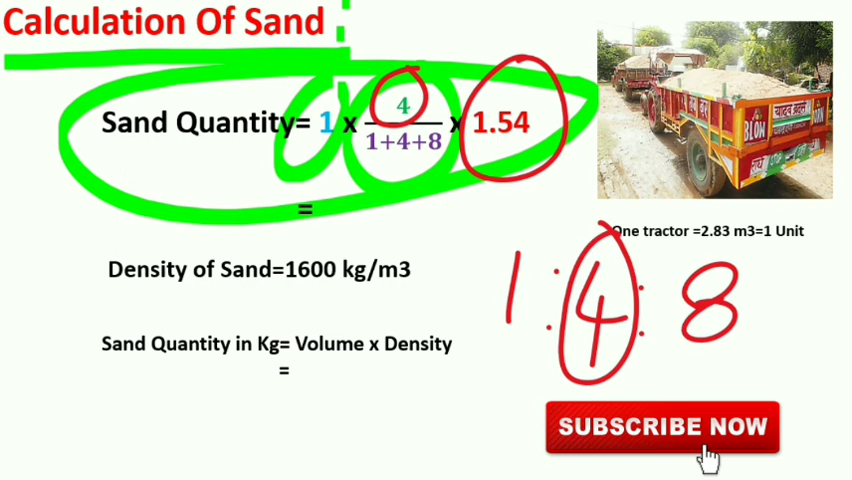 Calculation Of Sand
Sand Quantity= 1 x 4/1+4+8 x 1.54
=
One tractor =2.83 m3=1 Unit
Density of Sand=1600 kg/m3
1 : 4 : 8
Sand Quantity in Kg= Volume x Density
=
SUBSCRIBE NOW
BLOW